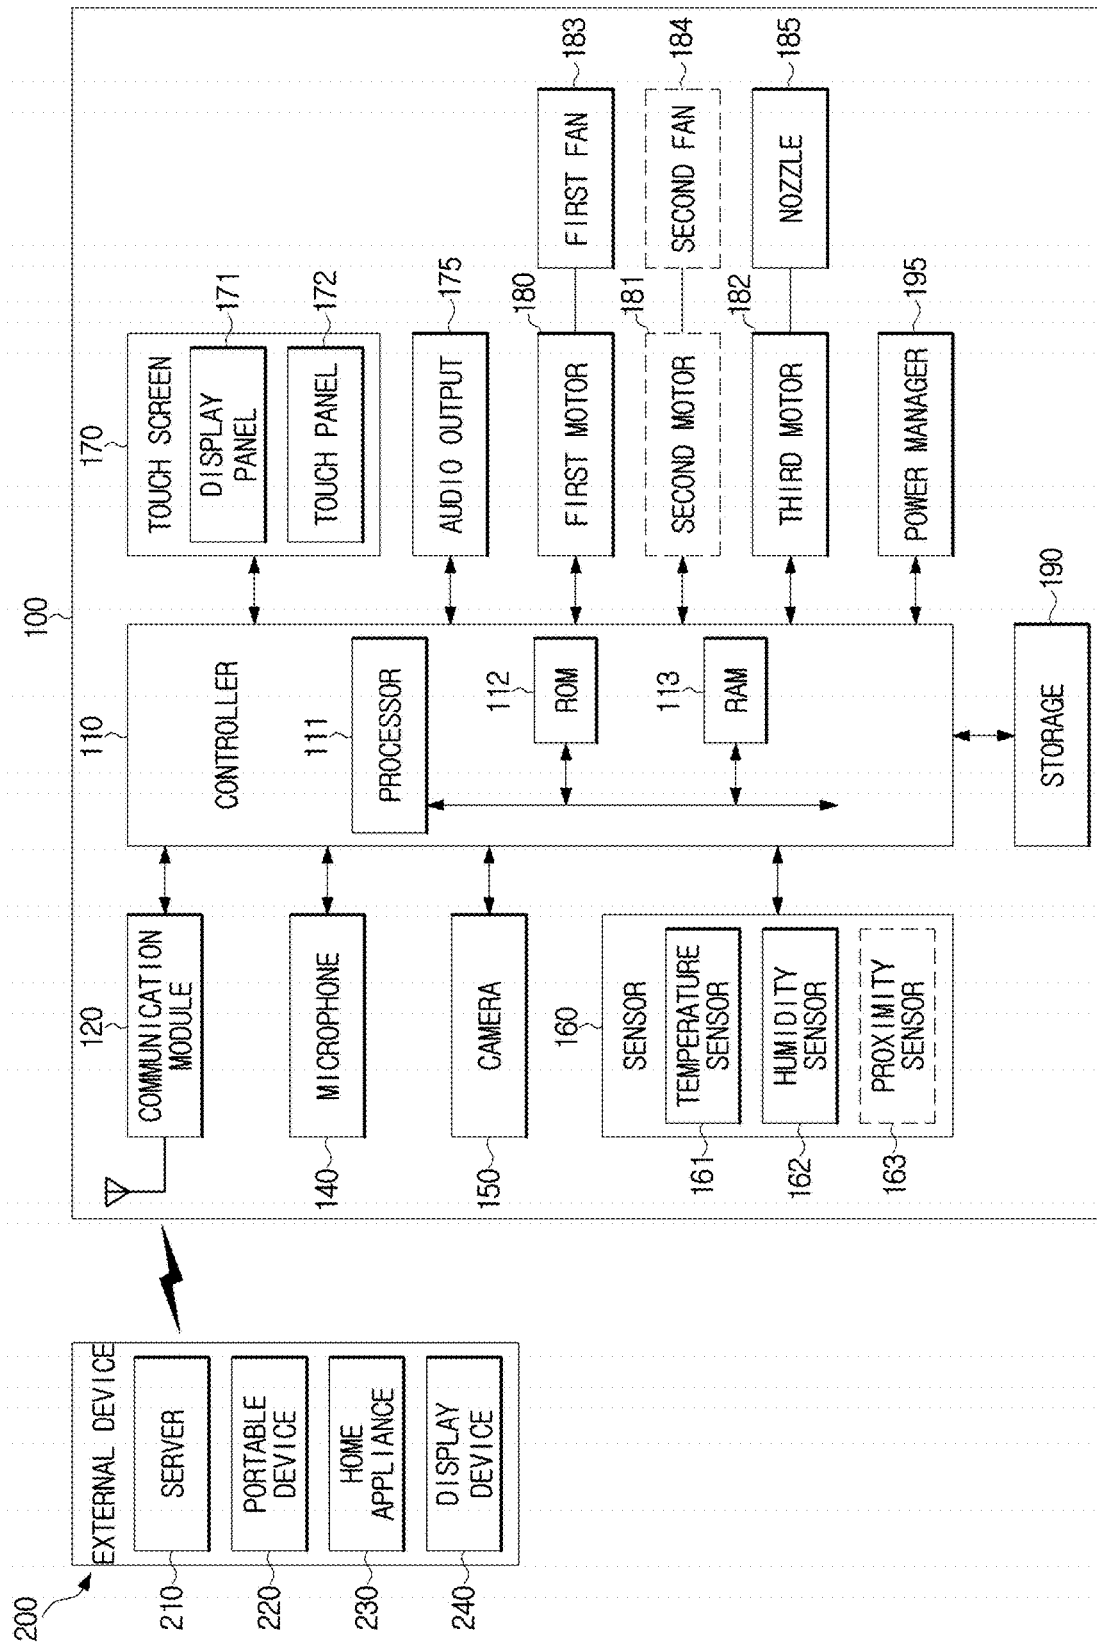 200
EXTERNAL DEVICE
210
SERVER
220
PORTABLE
DEVICE
230
HOME
APPLIANCE
240
DISPLAY
DEVICE
100
120
COMMUNICATION
MODULE
140
MICROPHONE
150
CAMERA
160
SENSOR
161
TEMPERATURE
SENSOR
162
HUMIDITY
SENSOR
163
PROXIMITY
SENSOR
110
CONTROLLER
111
PROCESSOR
112
ROM
113
RAM
190
STORAGE
170
TOUCH SCREEN
171
DISPLAY
PANEL
172
TOUCH PANEL
175
AUDIO OUTPUT
180
FIRST MOTOR
183
FIRST FAN
181
SECOND MOTOR
184
SECOND FAN
182
THIRD MOTOR
185
NOZZLE
195
POWER MANAGER